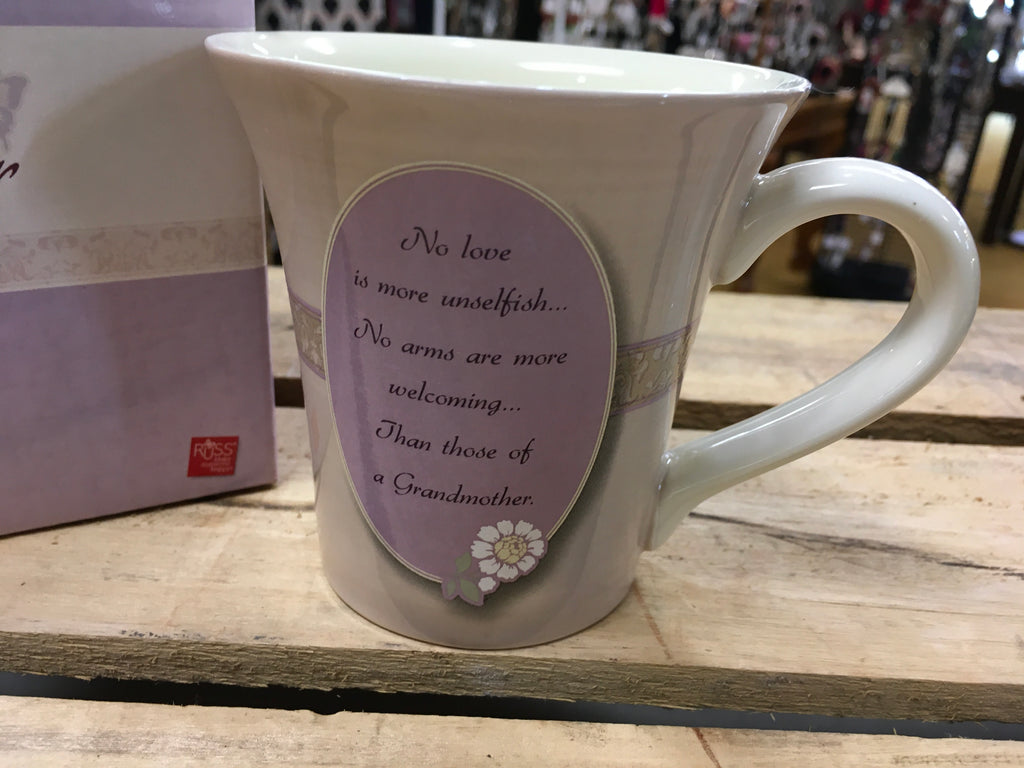 No love
is more unselfish...
No arms are more
welcoming...
Than those of
a Grandmother.
RUSS